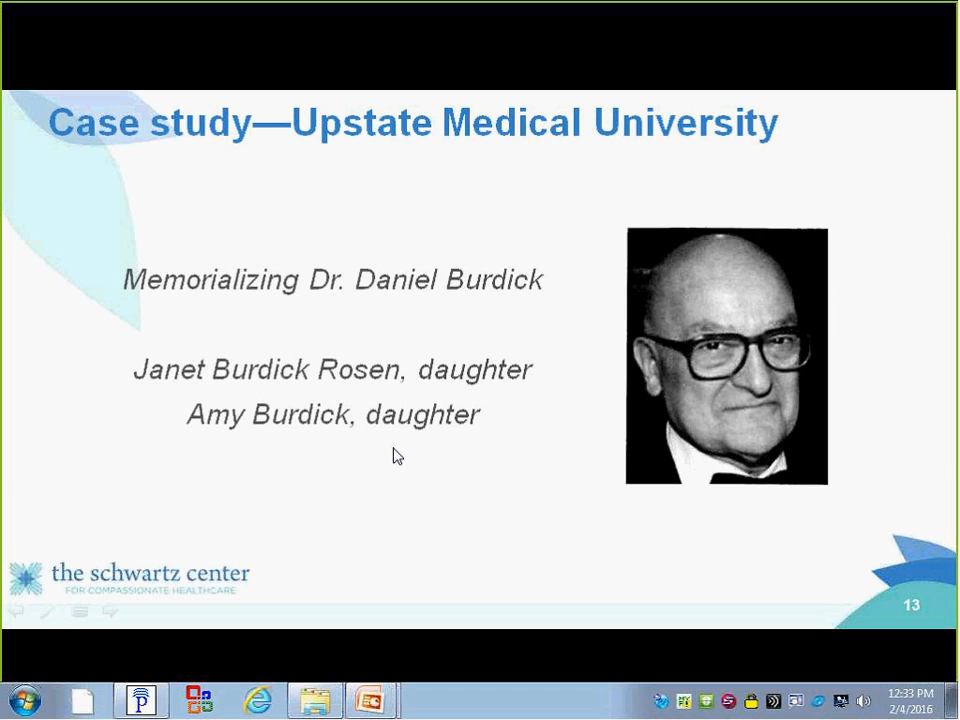 Case study—Upstate Medical University
Memorializing Dr. Daniel Burdick
Janet Burdick Rosen, daughter
Amy Burdick, daughter
the schwartz center
FOR COMPASSIONATE HEALTHCARE
13
12:33 PM
2/4/2016